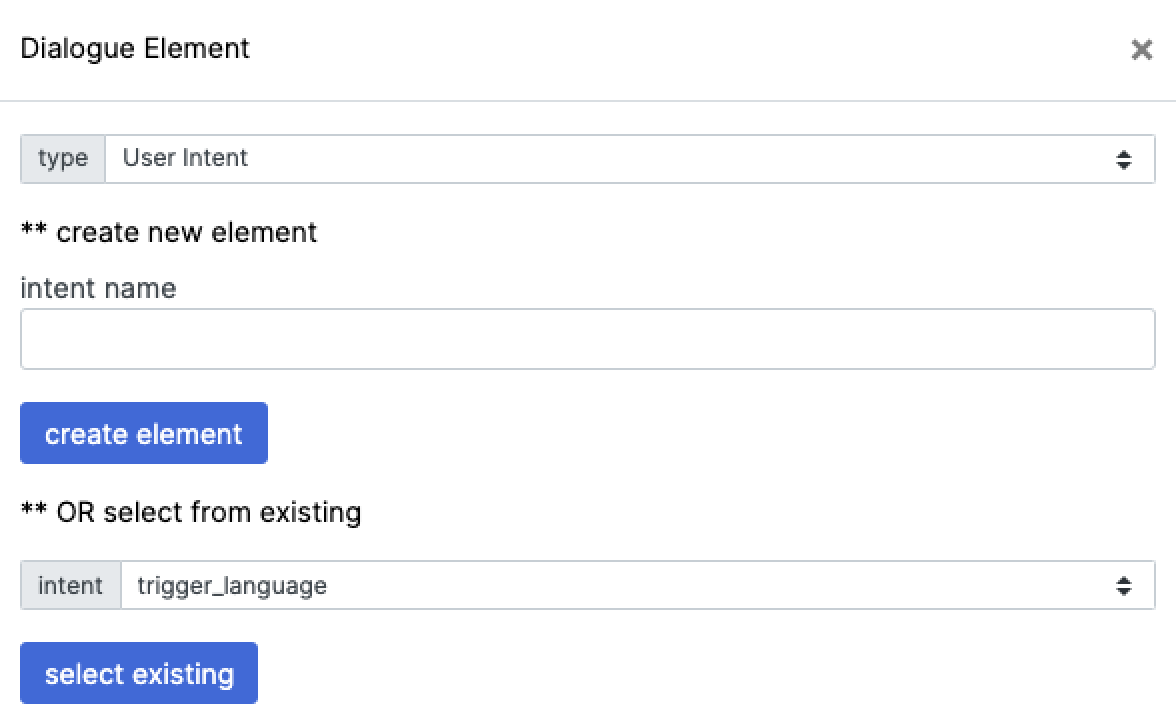 Dialogue Element
type User Intent
** create new element
intent name
create element
** OR select from existing
intent trigger_language
select existing